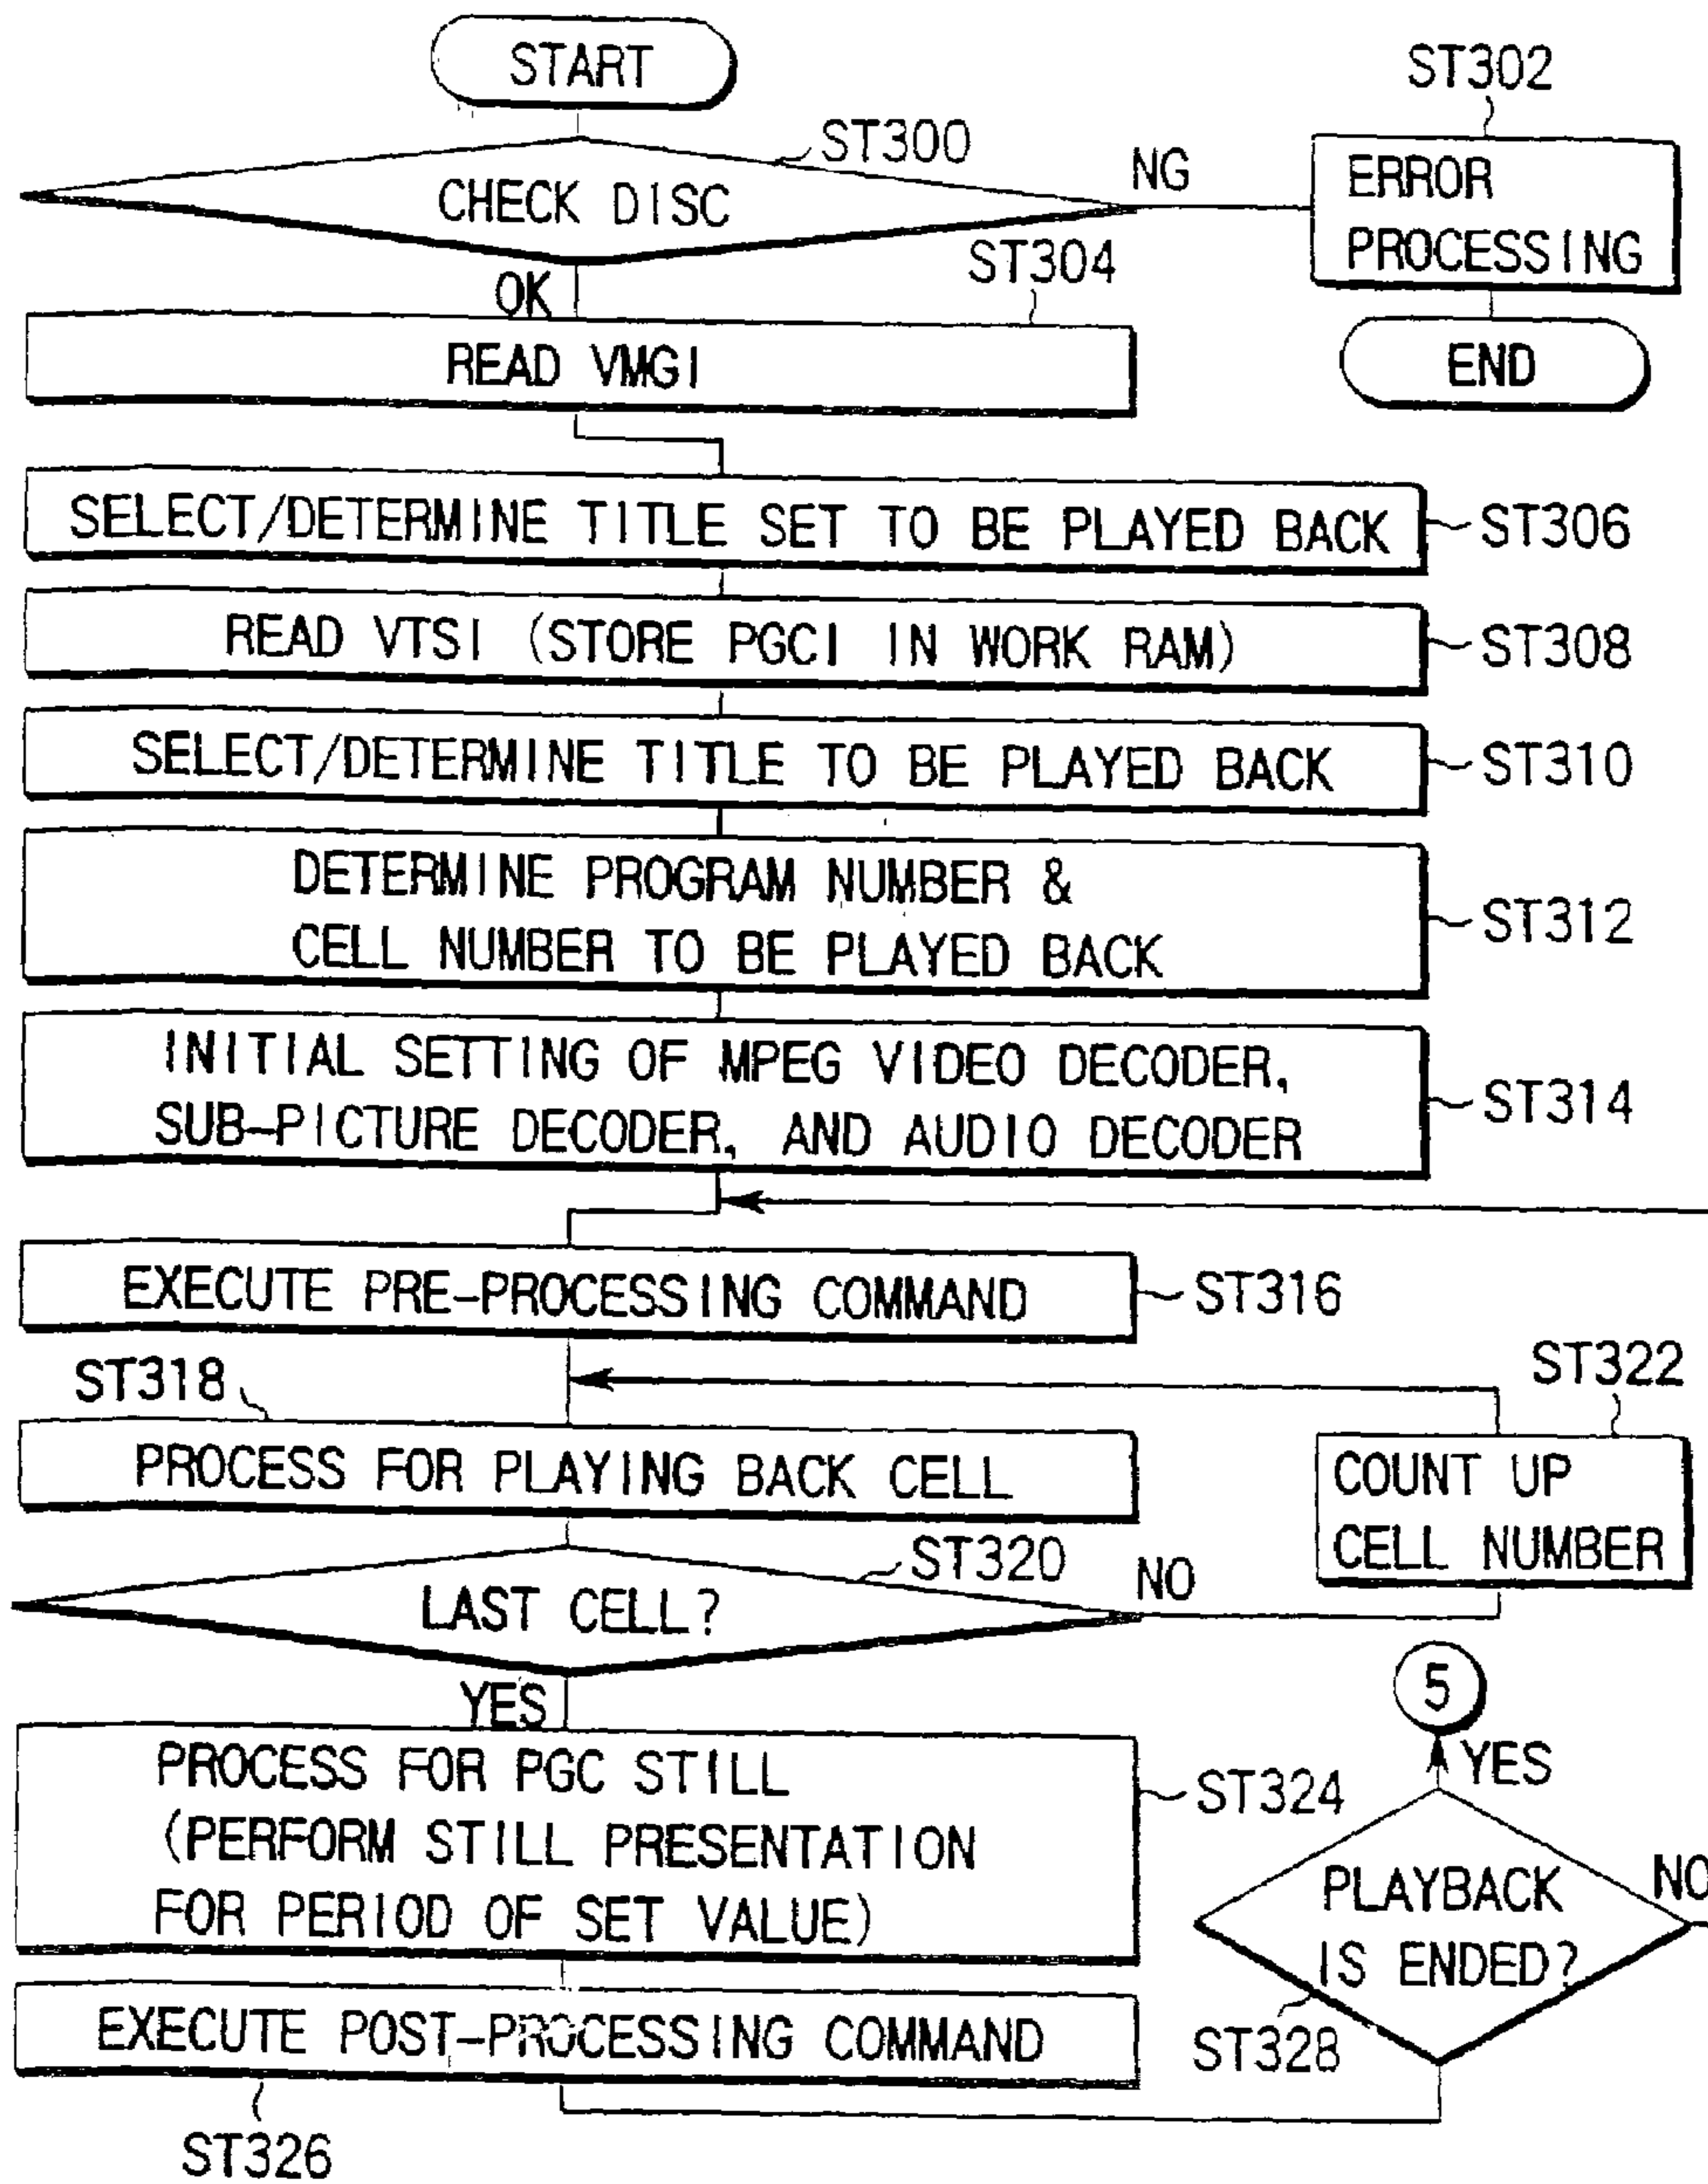 START
ST300
CHECK DISC
NG
ST302
ERROR
PROCESSING
END
OK
ST304
READ VMGI
SELECT/DETERMINE TITLE SET TO BE PLAYED BACK
ST306
READ VTSI (STORE PGCI IN WORK RAM)
ST308
SELECT/DETERMINE TITLE TO BE PLAYED BACK
ST310
DETERMINE PROGRAM NUMBER &
CELL NUMBER TO BE PLAYED BACK
ST312
INITIAL SETTING OF MPEG VIDEO DECODER,
SUB-PICTURE DECODER, AND AUDIO DECODER
ST314
EXECUTE PRE-PROCESSING COMMAND
ST316
ST318
PROCESS FOR PLAYING BACK CELL
ST320
LAST CELL?
NO
ST322
COUNT UP
CELL NUMBER
YES
PROCESS FOR PGC STILL
(PERFORM STILL PRESENTATION
FOR PERIOD OF SET VALUE)
ST324
EXECUTE POST-PROCESSING COMMAND
ST326
5
YES
PLAYBACK
IS ENDED?
NO
ST328